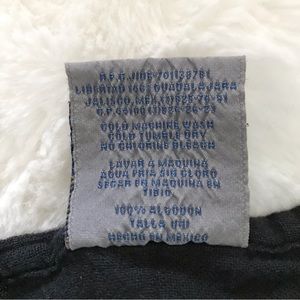 LIBERTAD GUADALAJARA
JALISCO, MEX.
COLD MACHINE WASH
COLD TUMBLE DRY
NO CHLORINE BLEACH
LAVAR A MAQUINA
AGUA FRIA SIN CLORO
SECAR EN MAQUINA EN
TIBIO
100% ALGODON
TALLA UNI
HECHO EN MEXICO